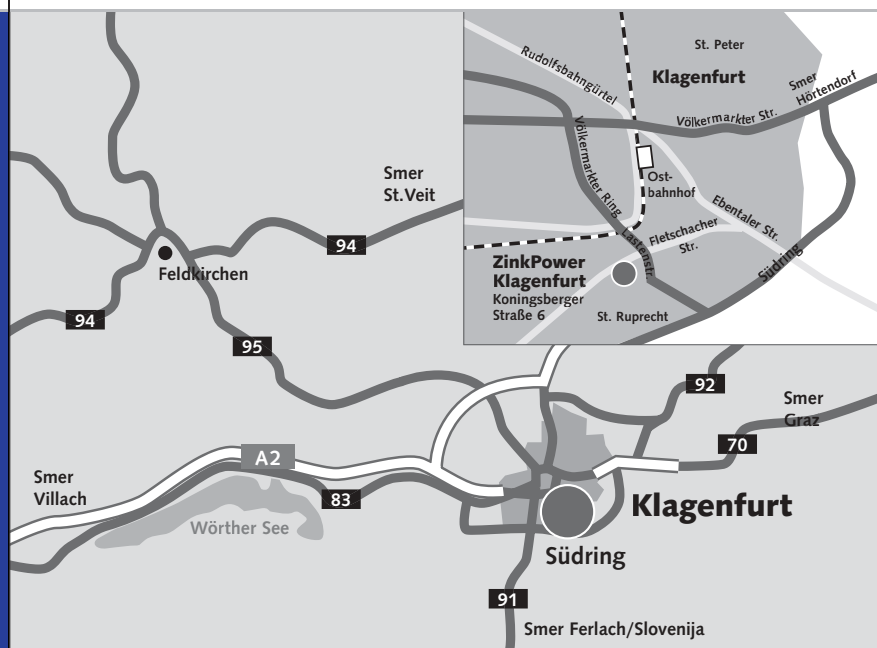 St. Peter
Klagenfurt
Smer
Hörtendorf
Rudolfsbahngürtel
Völkermarkter Str.
Völkermarkter Ring
Ost-
bahnhof
Ebentaler Str.
Fletschacher
Str.
Lastenstr.
Südring
ZinkPower
Klagenfurt
Koningsberger
Straße 6
St. Ruprecht
Smer
St.Veit
94
Feldkirchen
94
95
92
Smer
Graz
70
A2
Smer
Villach
83
Wörther See
Klagenfurt
Südring
91
Smer Ferlach/Slovenija